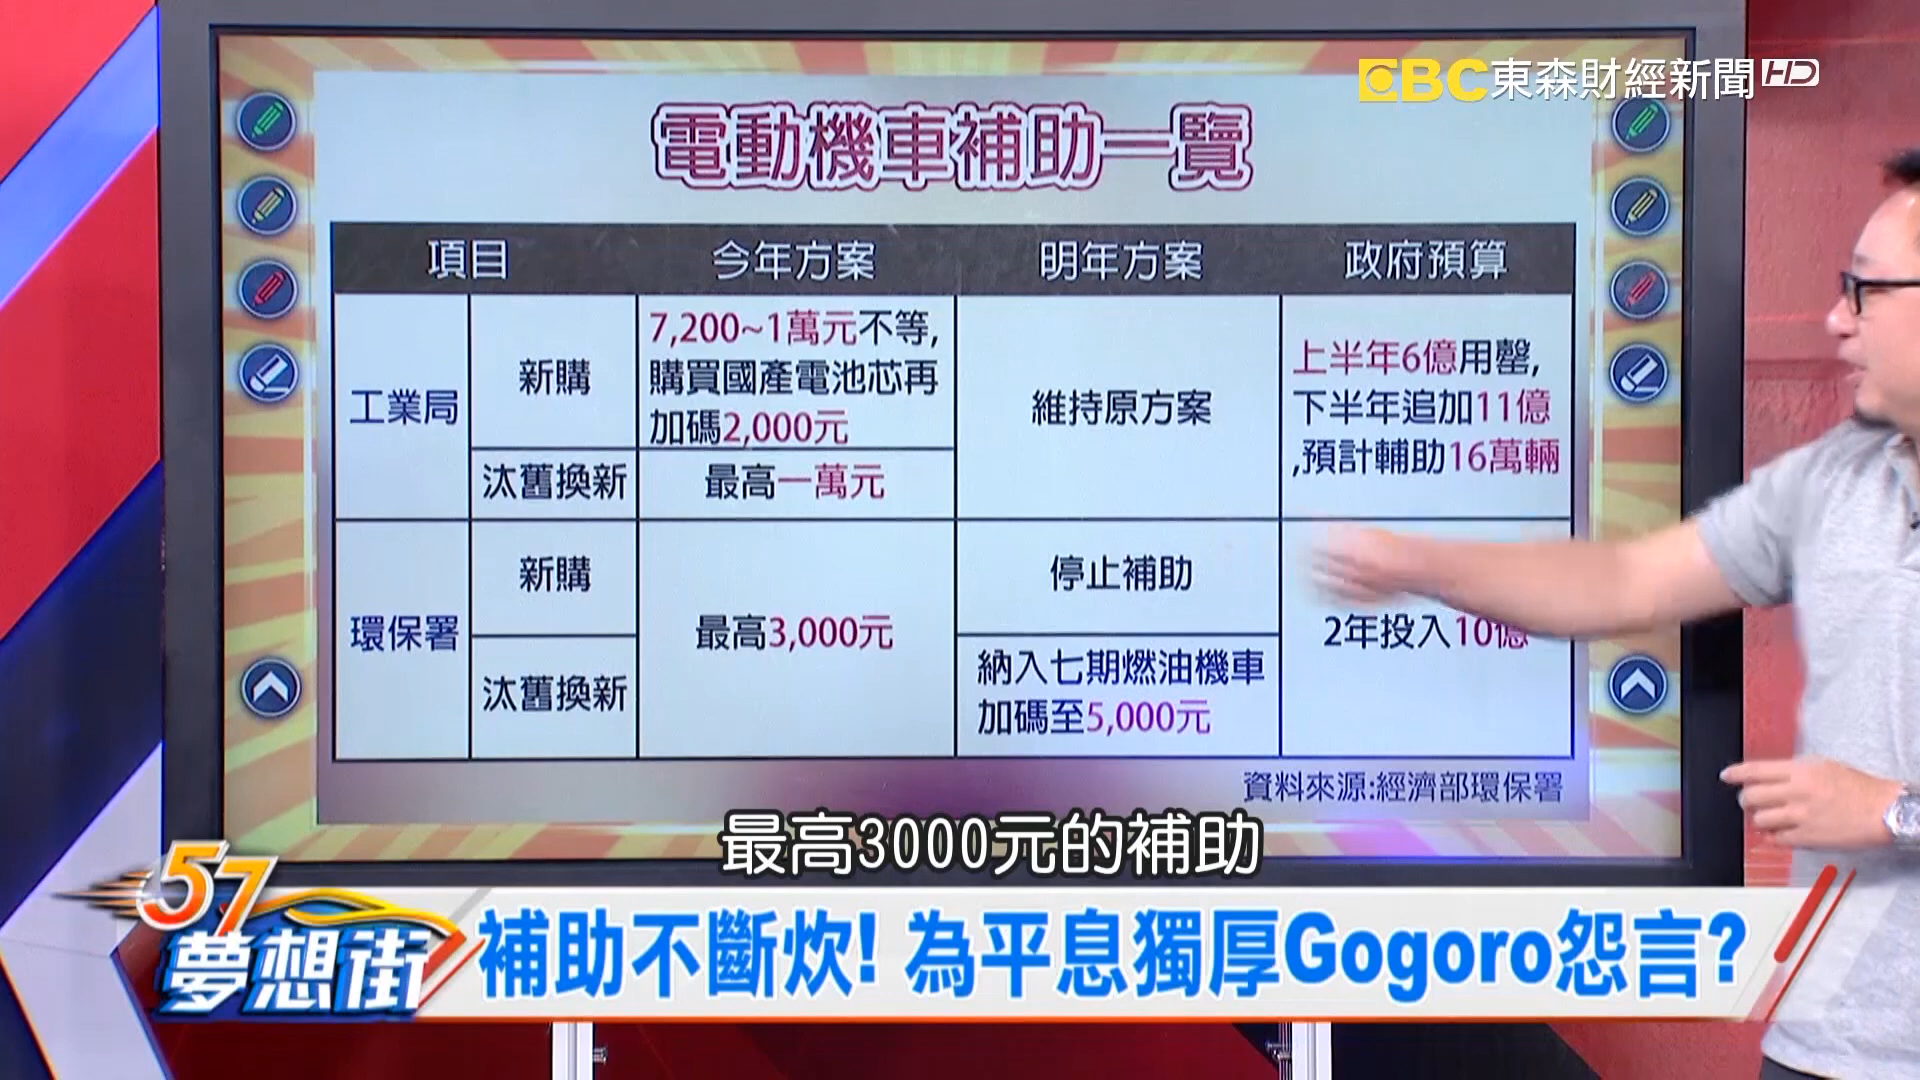 EBC東森財經新聞HD
電動機車補助一覽
項目 今年方案 明年方案 政府預算
工業局
新購
7,200~1萬元不等,
購買國產電池芯再
加碼2,000元
維持原方案
上半年6億用罄,
下半年追加11億
,預計輔助16萬輛
汰舊換新
最高一萬元
環保署
新購
最高3,000元
停止補助
2年投入10億
汰舊換新
納入七期燃油機車
加碼至5,000元
資料來源:經濟部環保署
最高3000元的補助
57
夢想街
補助不斷炊! 為平息獨厚Gogoro怨言?